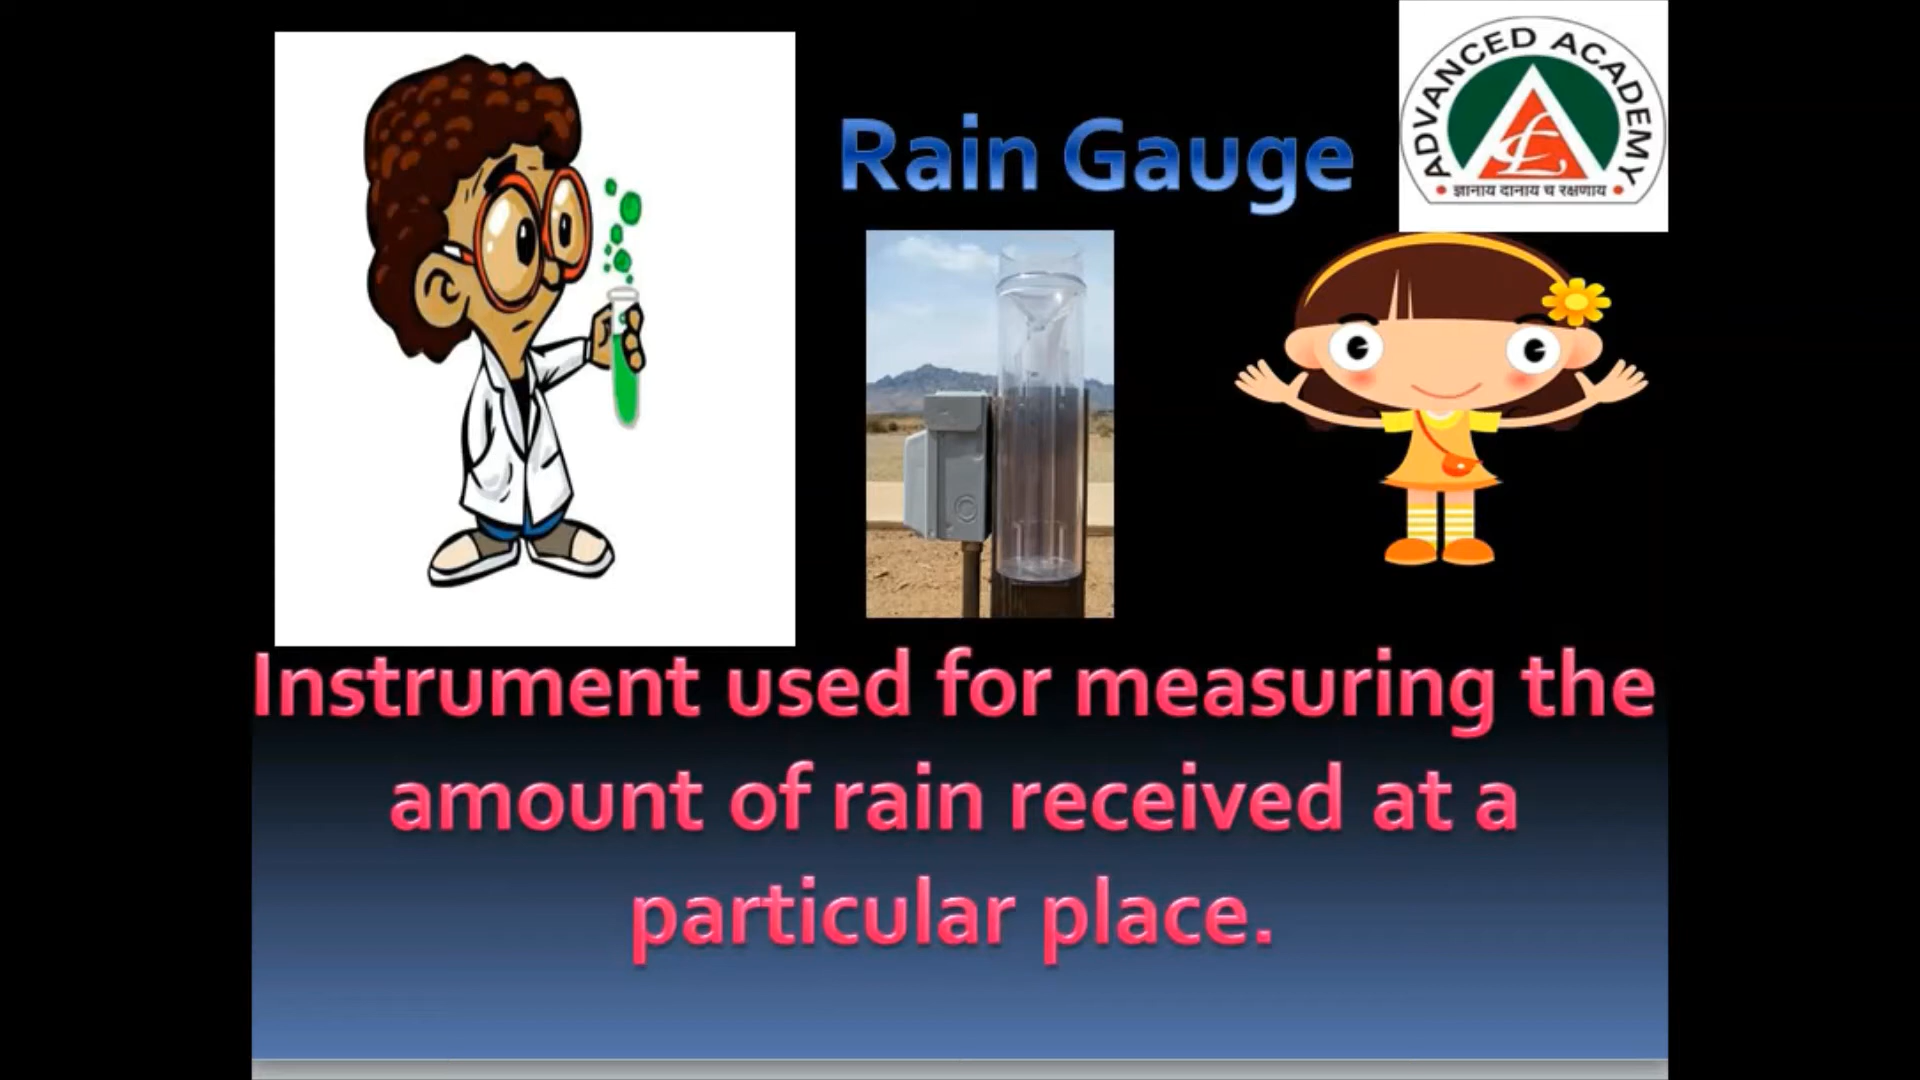 ADVANCED ACADEMY
ज्ञानाय दानाय च रक्षणाय
Rain Gauge
Instrument used for measuring the
amount of rain received at a
particular place.